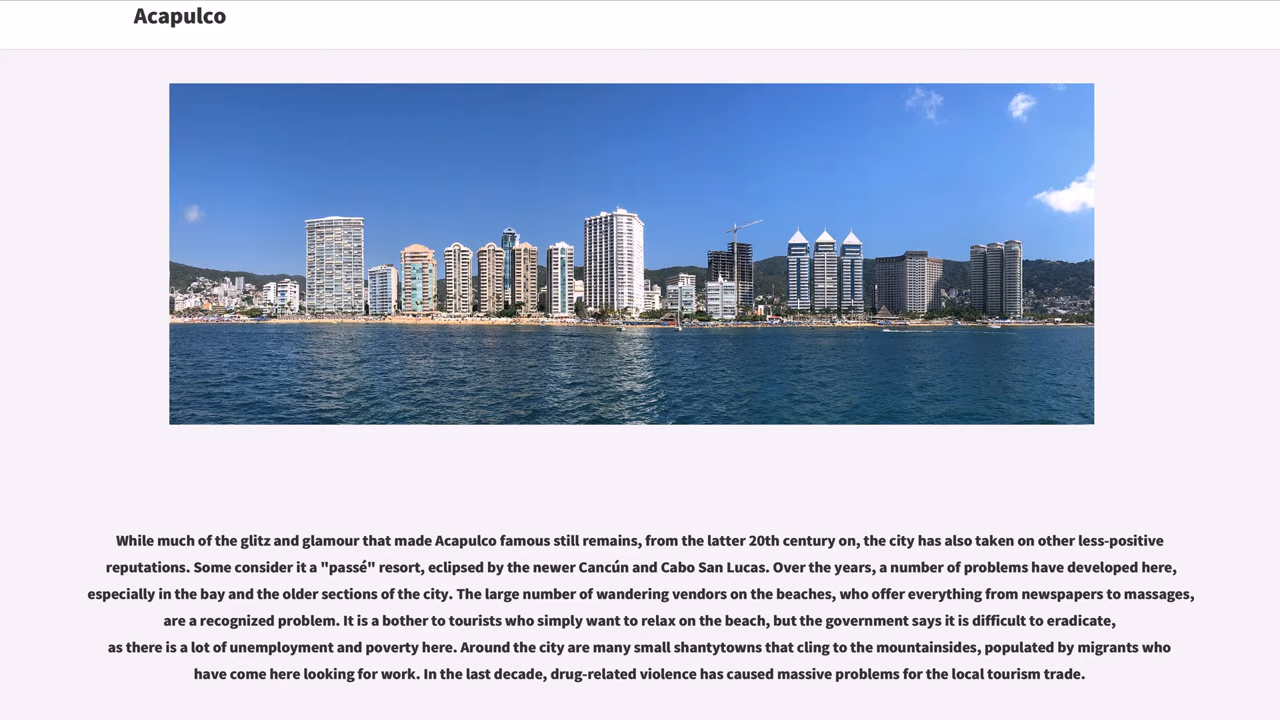 Acapulco
While much of the glitz and glamour that made Acapulco famous still remains, from the latter 20th century on, the city has also taken on other less-positive
reputations. Some consider it a "passé" resort, eclipsed by the newer Cancún and Cabo San Lucas. Over the years, a number of problems have developed here,
especially in the bay and the older sections of the city. The large number of wandering vendors on the beaches, who offer everything from newspapers to massages,
are a recognized problem. It is a bother to tourists who simply want to relax on the beach, but the government says it is difficult to eradicate,
as there is a lot of unemployment and poverty here. Around the city are many small shantytowns that cling to the mountainsides, populated by migrants who
have come here looking for work. In the last decade, drug-related violence has caused massive problems for the local tourism trade.